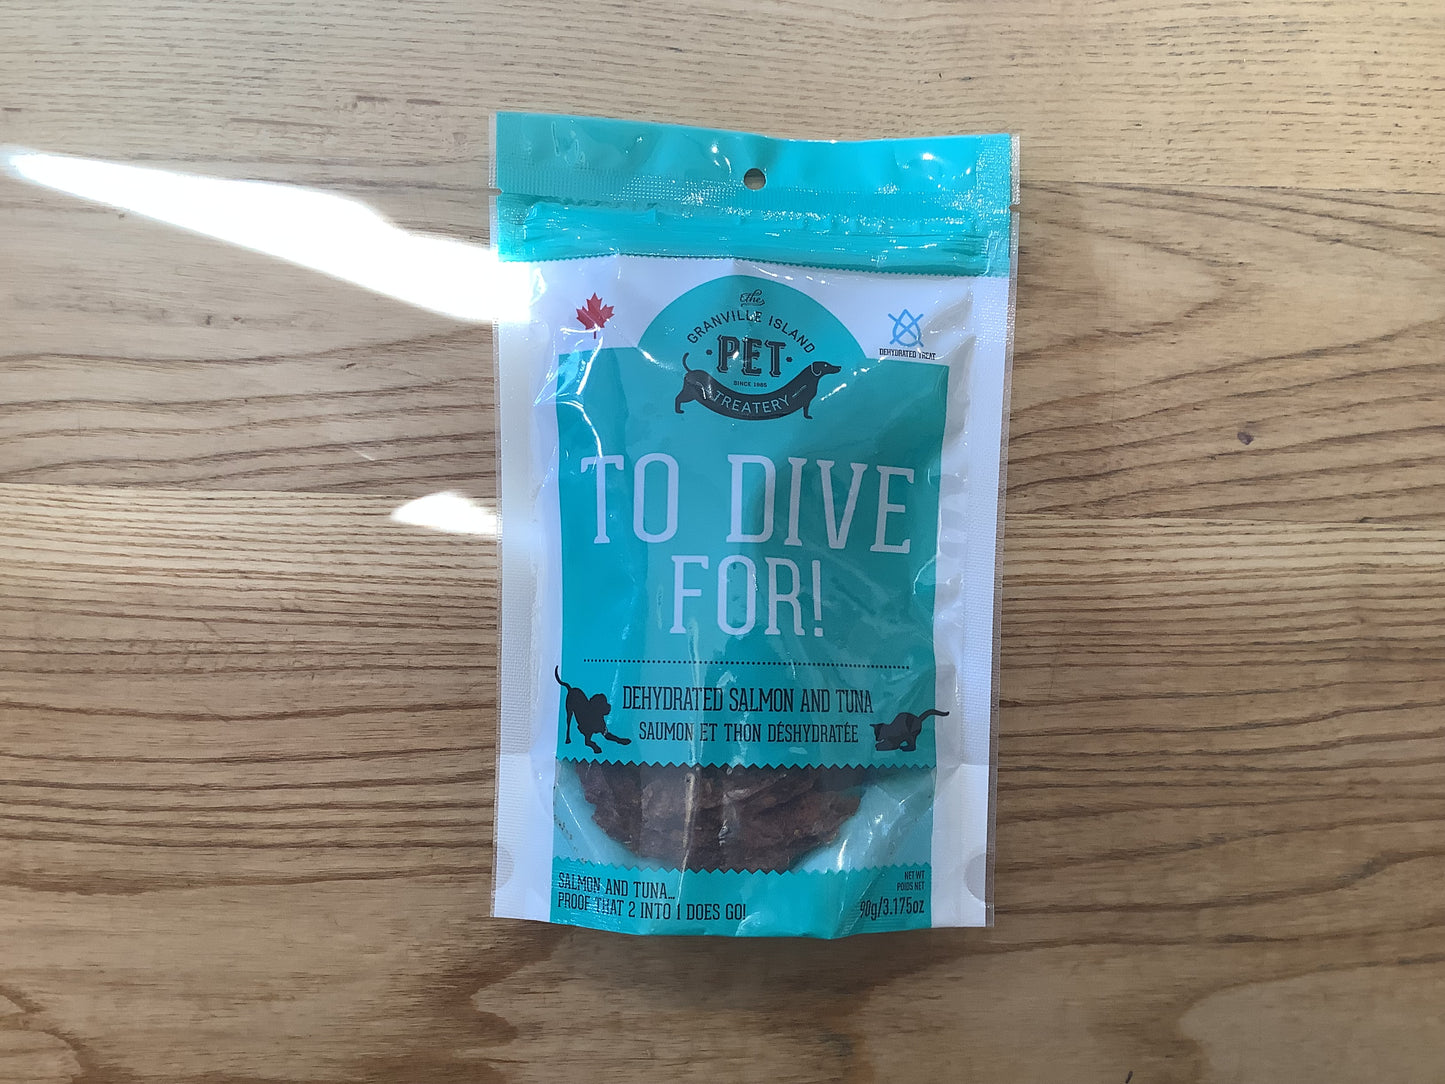 the
GRANVILLE ISLAND
·PET·
SINCE 1985
TREATERY
DEHYDRATED TREAT
TO DIVE
FOR!
DEHYDRATED SALMON AND TUNA
SAUMON ET THON DÉSHYDRATÉE
SALMON AND TUNA...
PROOF THAT 2 INTO 1 DOES GO!
NET WT
POIDS NET
90g/3.175oz